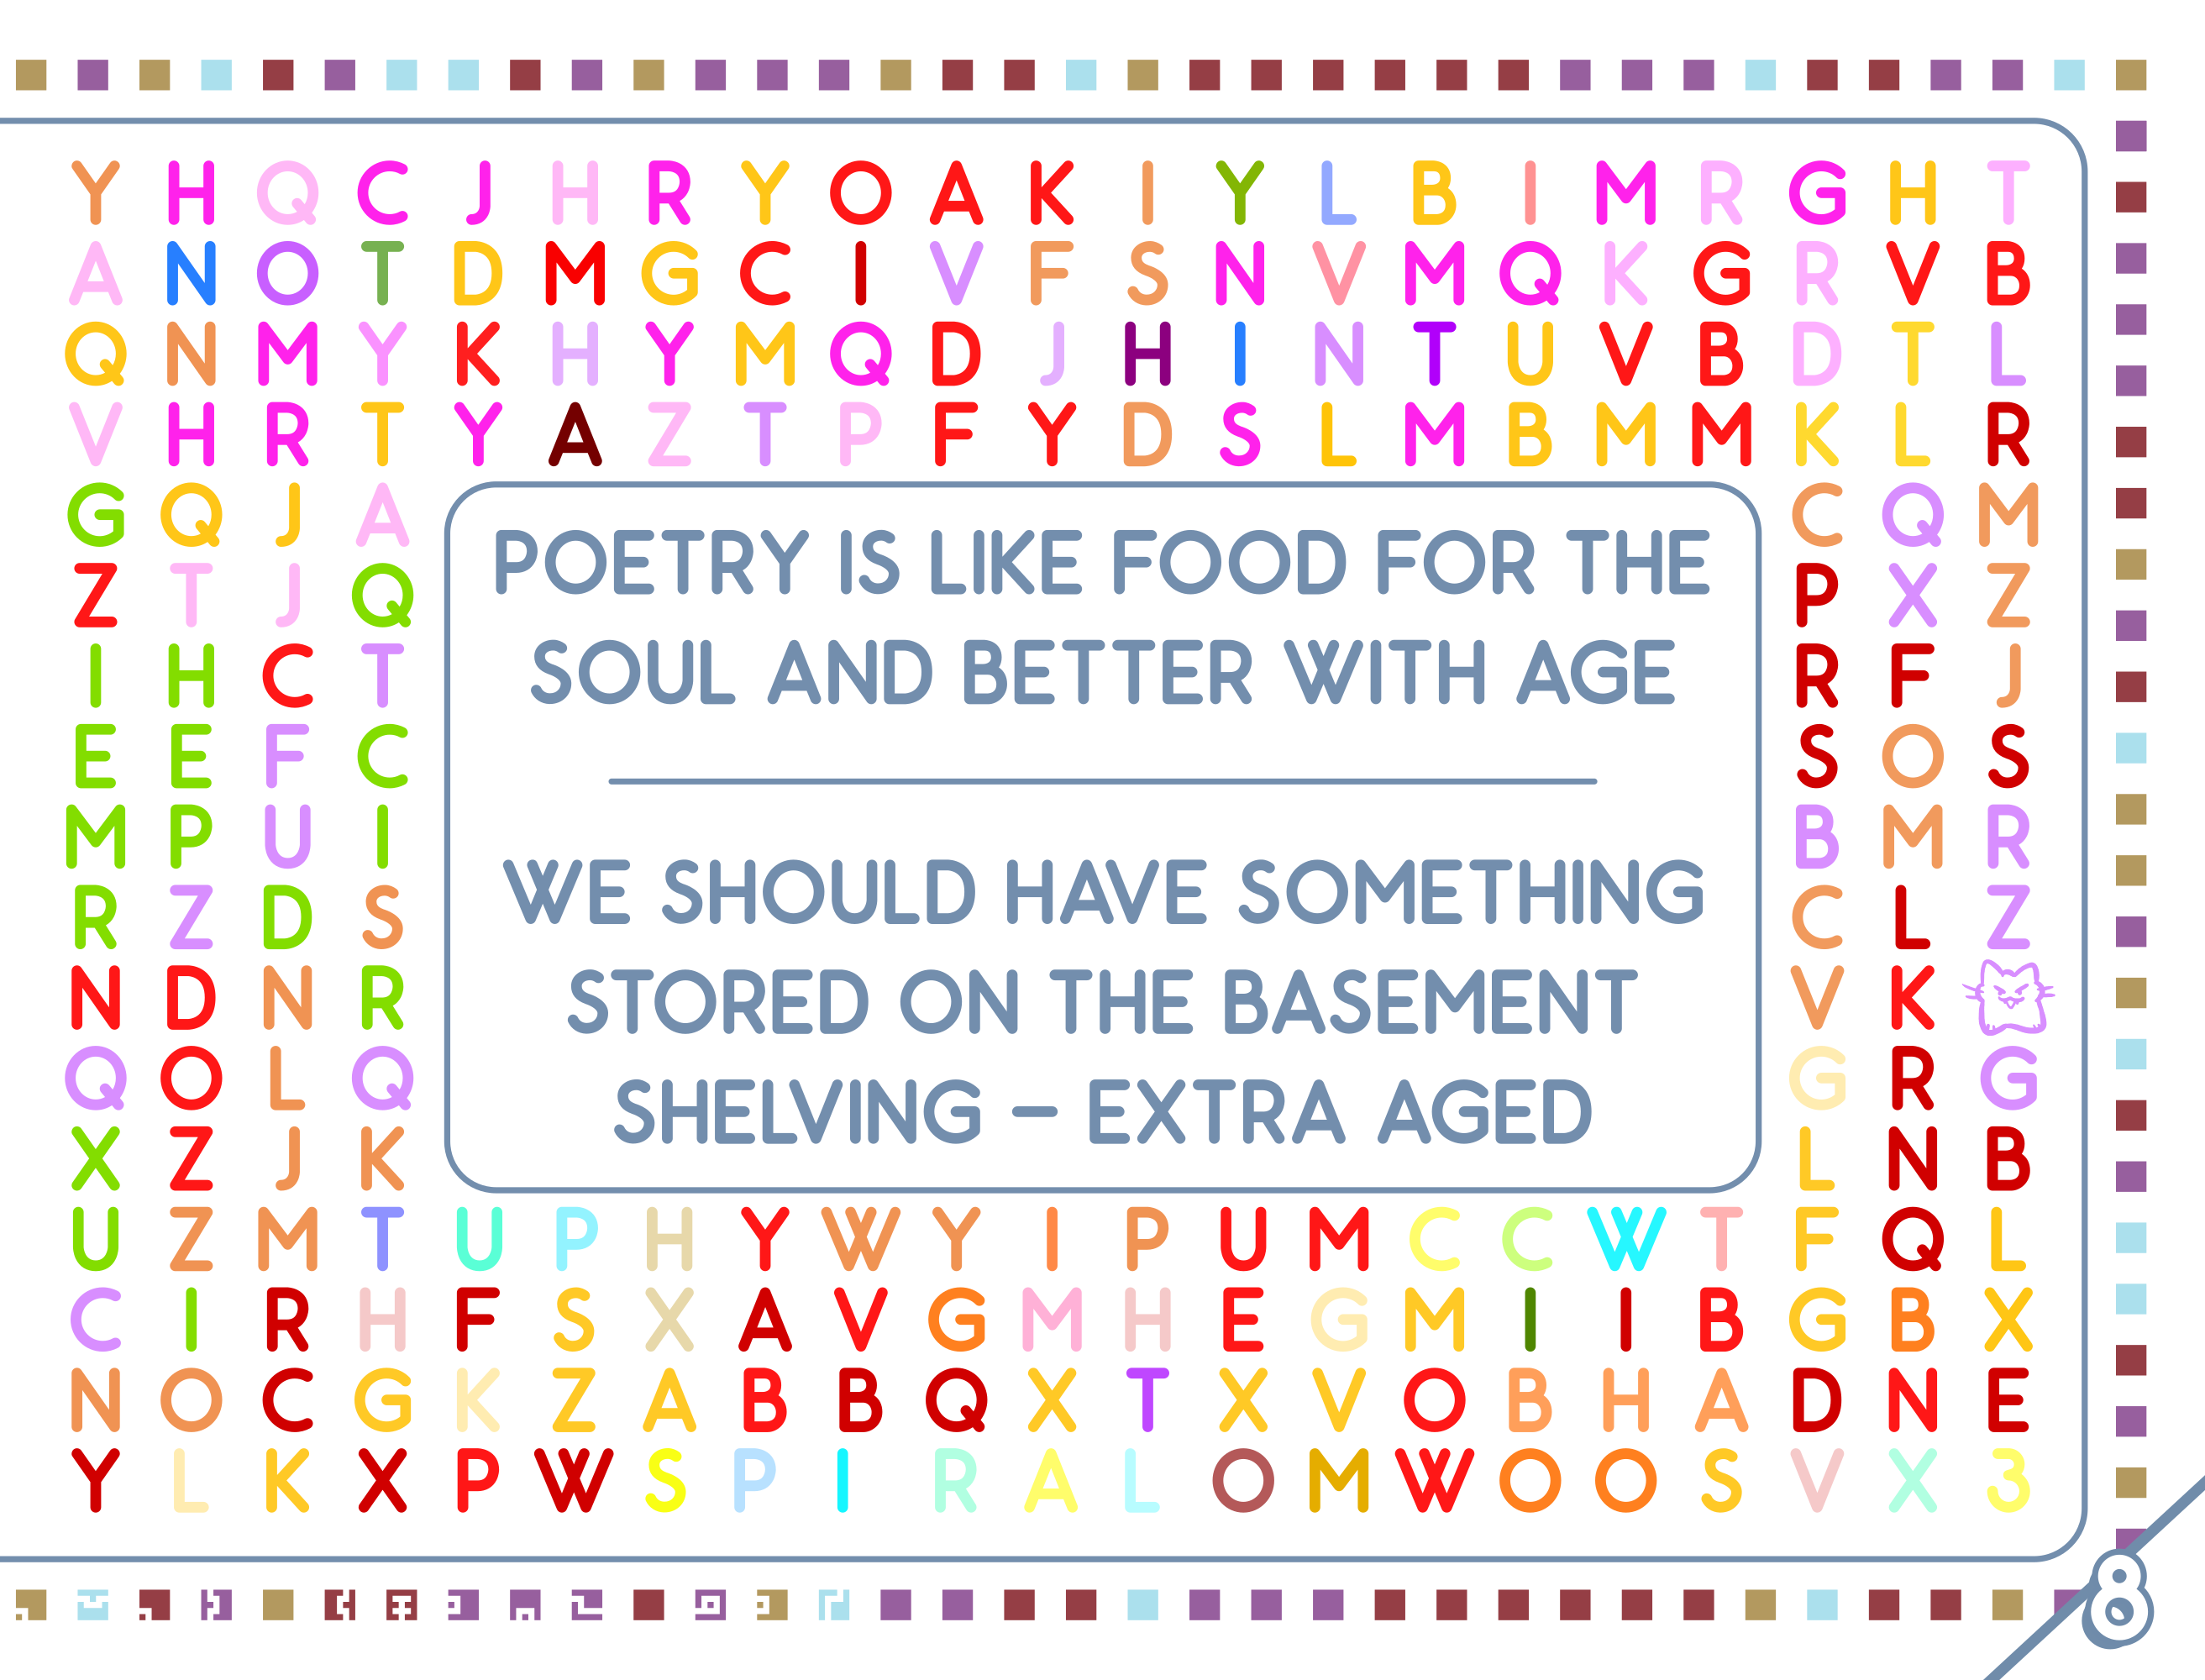 Y H Q C J H R Y O A K I Y L B I M R G H T
A N O T D M G C I V F S N V M Q K G R V B
Q N M Y K H Y M Q D J H I N T U V B D T L
V H R T Y A Z T P F Y D S L M B M M K L R
G Q J A C Q M
Z T J Q P X Z
I H C T R F J
E E F C S O S
M P U I B M R
R Z D S C L Z
N D N R V K
Q O L Q G R G
X Z J K L N B
POETRY IS LIKE FOOD FOR THE
SOUL AND BETTER WITH AGE
WE SHOULD HAVE SOMETHING
STORED ON THE BASEMENT
SHELVING — EXTRA AGED
U Z M T U P H Y W Y I P U M C C W T F Q L
C I R H F S X A V G M H E G M I I B G B X
N O C G K Z A B B Q X T X V O B H A D N E
Y L K X P W S P I R A L O M W O O S V X 3
8